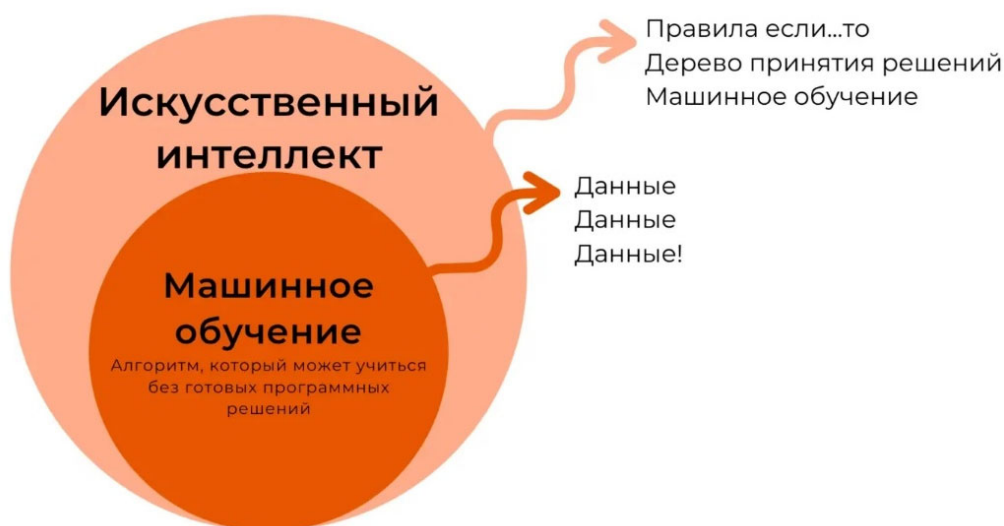 Искусственный
интеллект
Машинное
обучение
Алгоритм, который может учиться
без готовых программных
решений
Правила если...то
Дерево принятия решений
Машинное обучение
Данные
Данные
Данные!